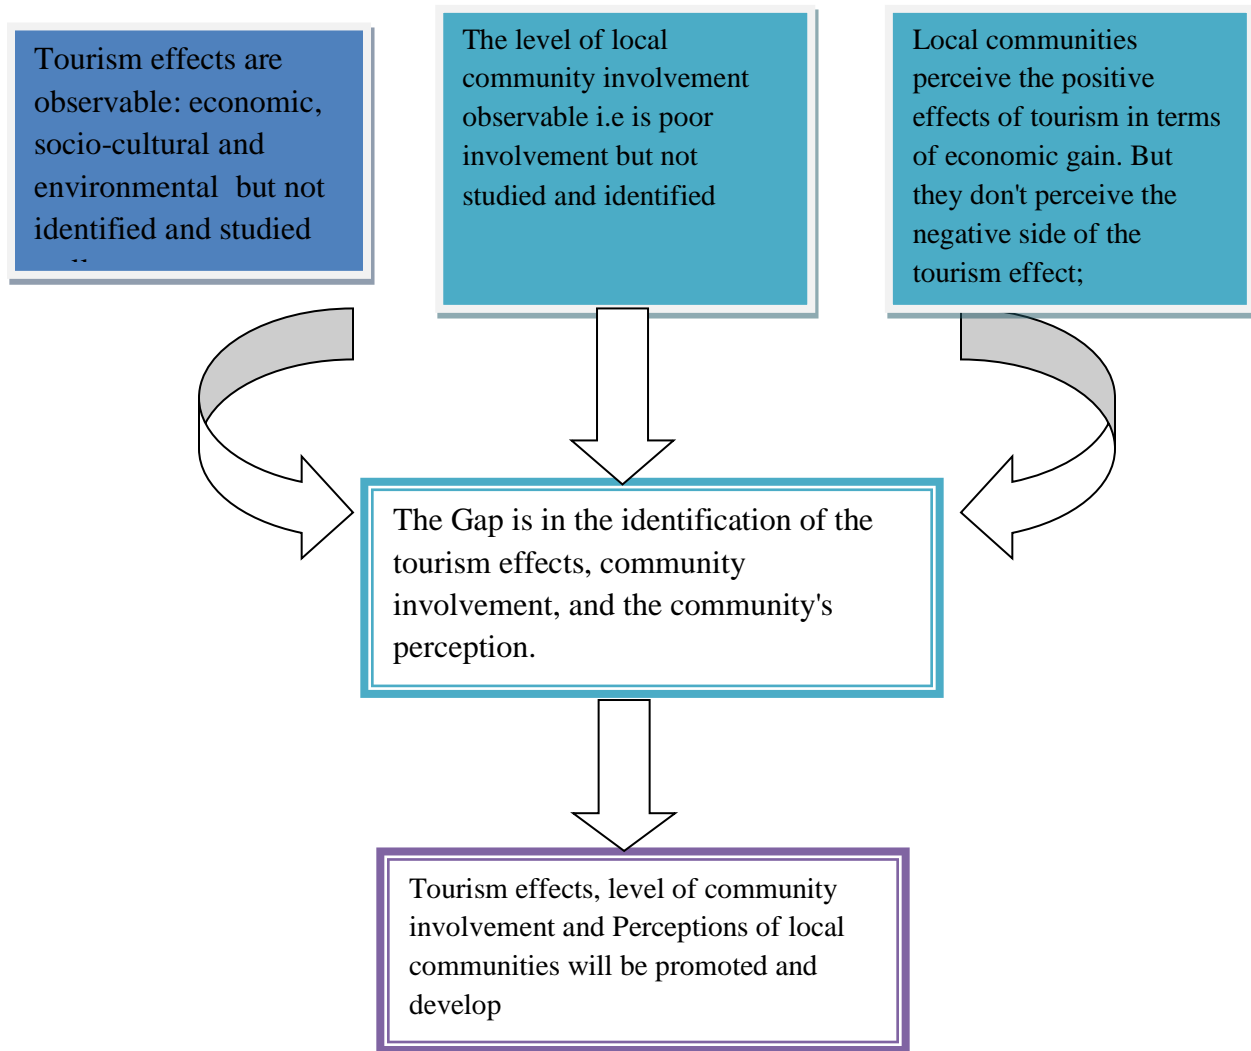 Tourism effects are
observable: economic,
socio-cultural and
environmental  but not
identified and studied
The level of local
community involvement
observable i.e is poor
involvement but not
studied and identified
Local communities
perceive the positive
effects of tourism in terms
of economic gain. But
they don't perceive the
negative side of the
tourism effect;
The Gap is in the identification of the
tourism effects, community
involvement, and the community's
perception.
Tourism effects, level of community
involvement and Perceptions of local
communities will be promoted and
develop